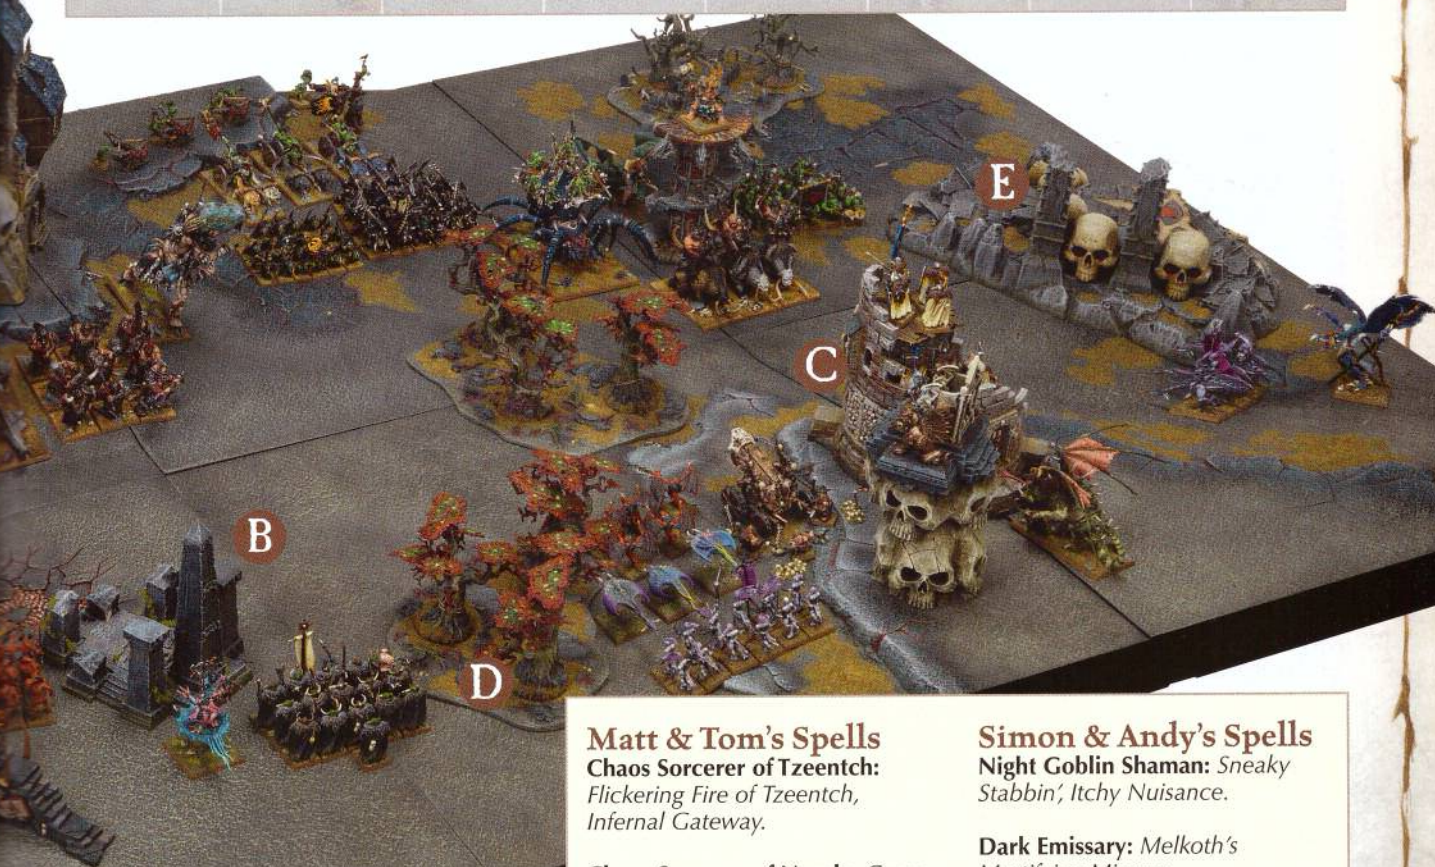 E
C
B
D
Matt & Tom's Spells
Chaos Sorcerer of Tzeentch:
Flickering Fire of Tzeentch,
Infernal Gateway.
Simon & Andy's Spells
Night Goblin Shaman: Sneaky
Stabbin', Itchy Nuisance.
Dark Emissary: Melkoth's